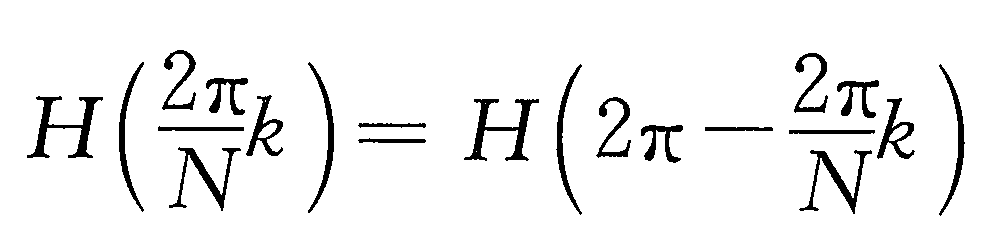 H(2π/N k) = H(2π − 2π/N k)